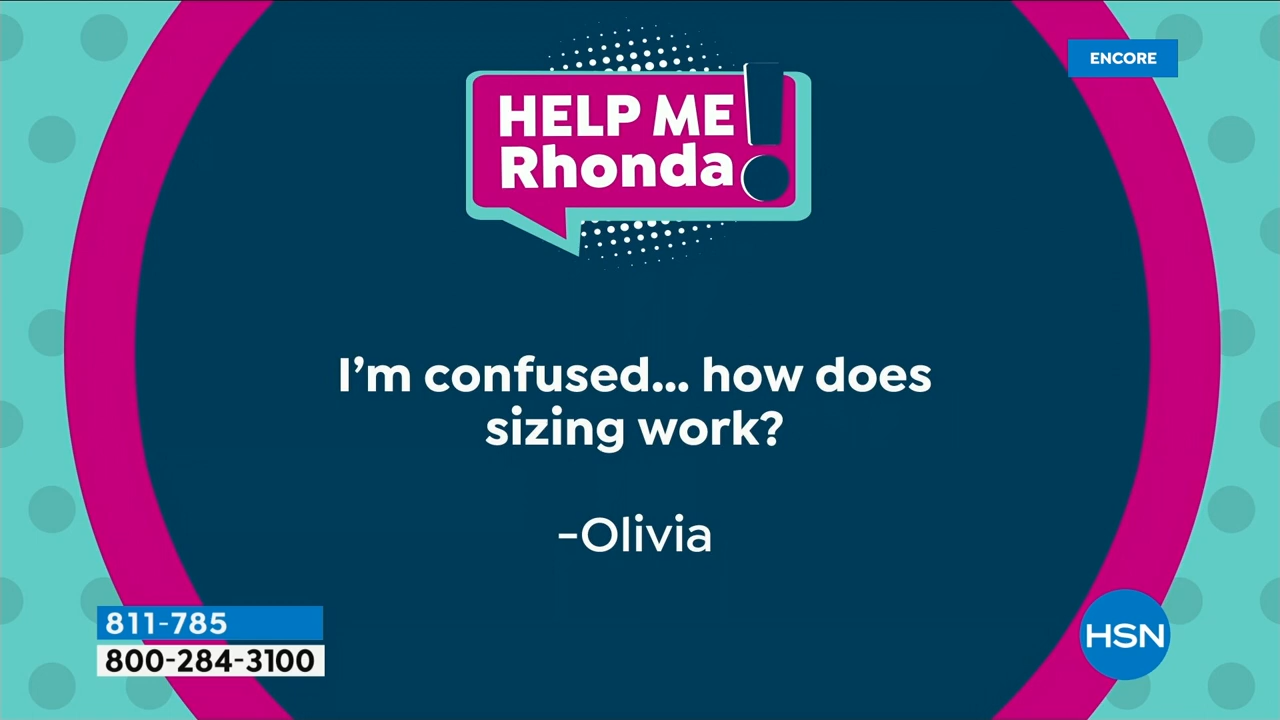 ENCORE
HELP ME
Rhonda!
I'm confused... how does
sizing work?
-Olivia
811-785
800-284-3100
HSN